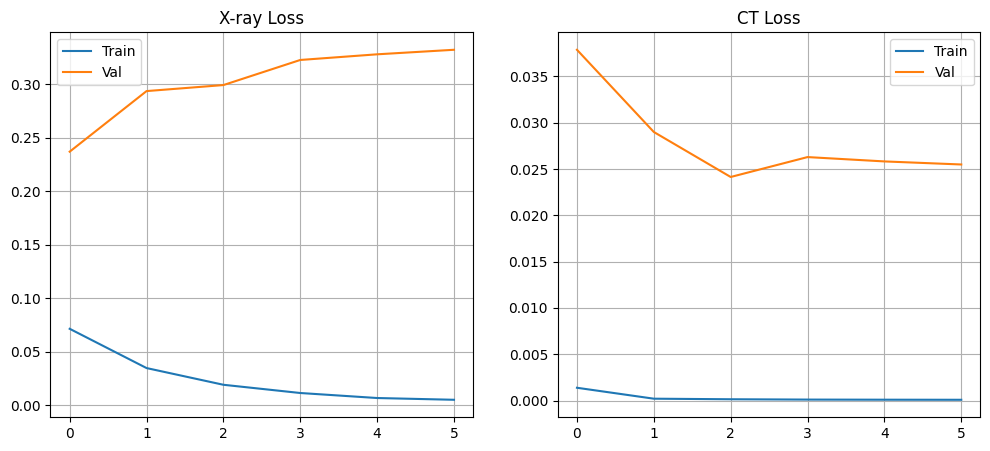 X-ray Loss
Train
Val
0.30
0.25
0.20
0.15
0.10
0.05
0.00
0 1 2 3 4 5
CT Loss
Train
Val
0.035
0.030
0.025
0.020
0.015
0.010
0.005
0.000
0 1 2 3 4 5